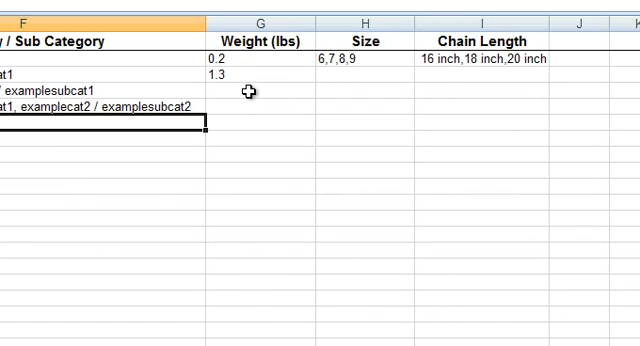 F G H I J K
y / Sub Category Weight (lbs) Size Chain Length
0.2 6,7,8,9 16 inch,18 inch,20 inch
at1 1.3
/ examplesubcat1
at1, examplecat2 / examplesubcat2